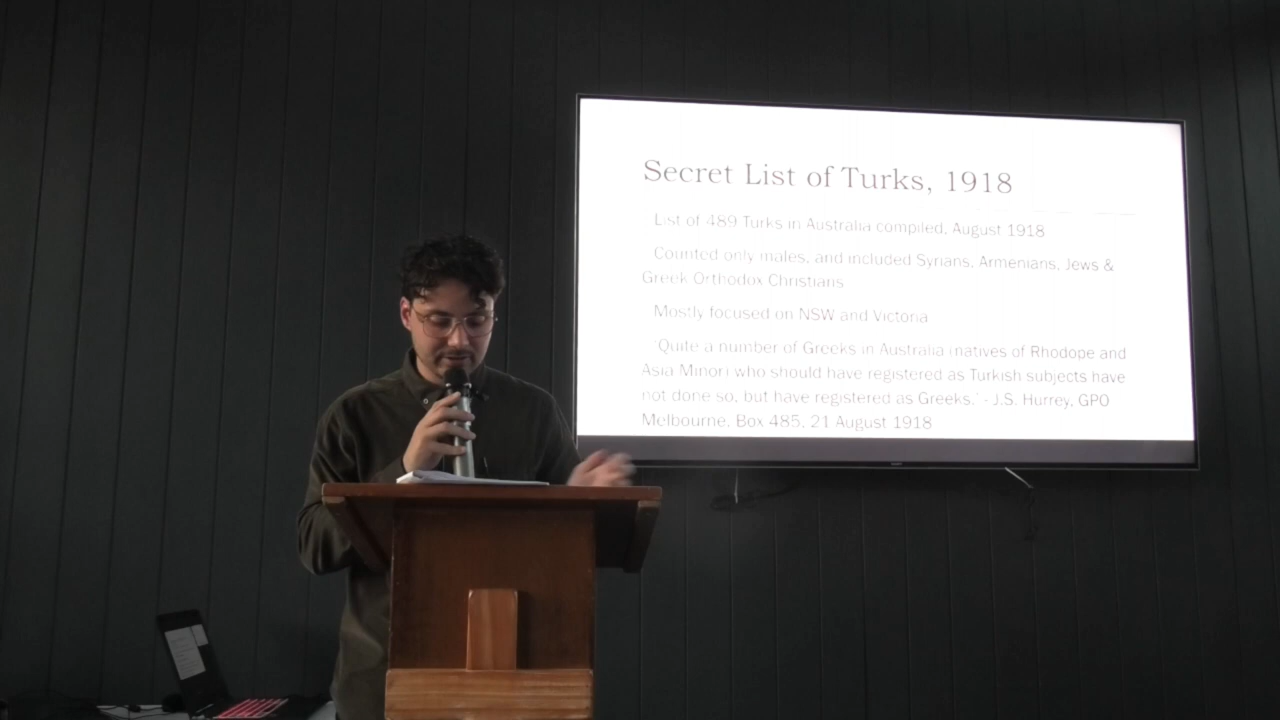 Secret List of Turks, 1918
List of 489 Turks in Australia compiled, August 1918
Counted only males, and included Syrians, Armenians, Jews &
Greek Orthodox Christians
Mostly focused on NSW and Victoria
'Quite a number of Greeks in Australia (natives of Rhodope and
Asia Minor) who should have registered as Turkish subjects have
not done so, but have registered as Greeks.' - J.S. Hurrey, GPO
Melbourne, Box 485, 21 August 1918